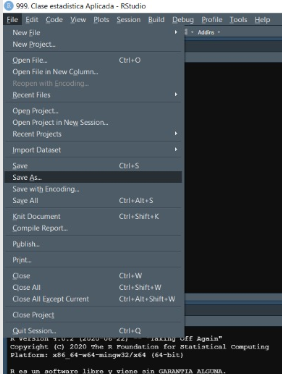 999. Clase estadística Aplicada - RStudio
File Edit Code View Plots Session Build Debug Profile Tools Help
New File
New Project...
Addins
Open File... Ctrl+O
Open File in New Column...
Reopen with Encoding...
Recent Files
Open Project...
Open Project in New Session...
Recent Projects
Import Dataset
Save Ctrl+S
Save As...
Save with Encoding...
Save All Ctrl+Alt+S
Knit Document Ctrl+Shift+K
Compile Report...
Publish...
Print...
Close Ctrl+W
Close All Ctrl+Shift+W
Close All Except Current Ctrl+Alt+Shift+W
Close Project
Quit Session... Ctrl+Q
R version 4.0.2 (2020-06-22) -- "Taking Off Again"
Copyright (C) 2020 The R Foundation for Statistical Computing
Platform: x86_64-w64-mingw32/x64 (64-bit)
R es un software libre y viene sin GARANTIA ALGUNA.